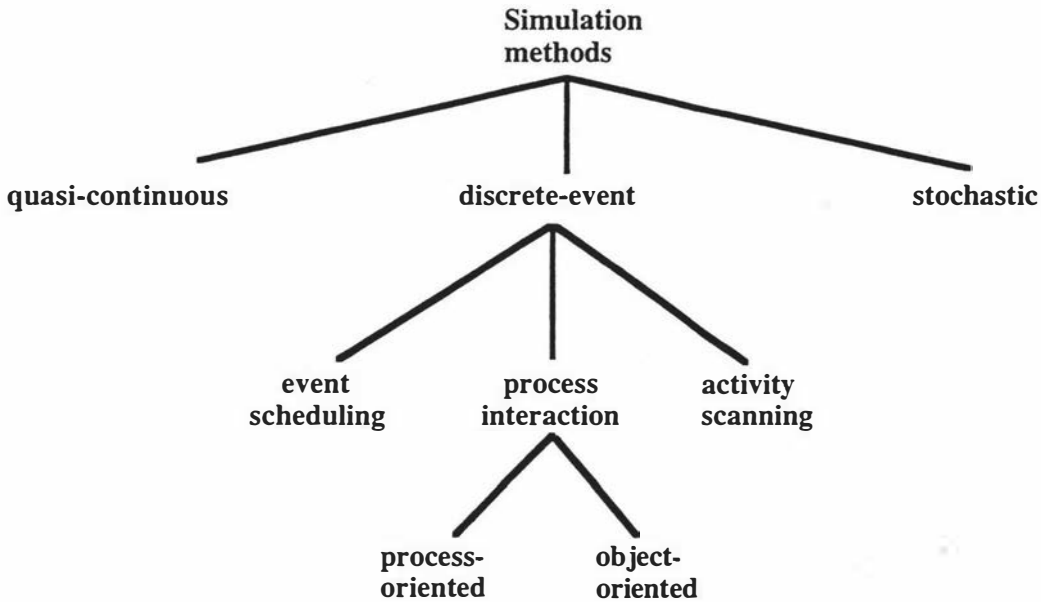 Simulation
methods
quasi-continuous
discrete-event
stochastic
event
scheduling
process
interaction
activity
scanning
process-
oriented
object-
oriented